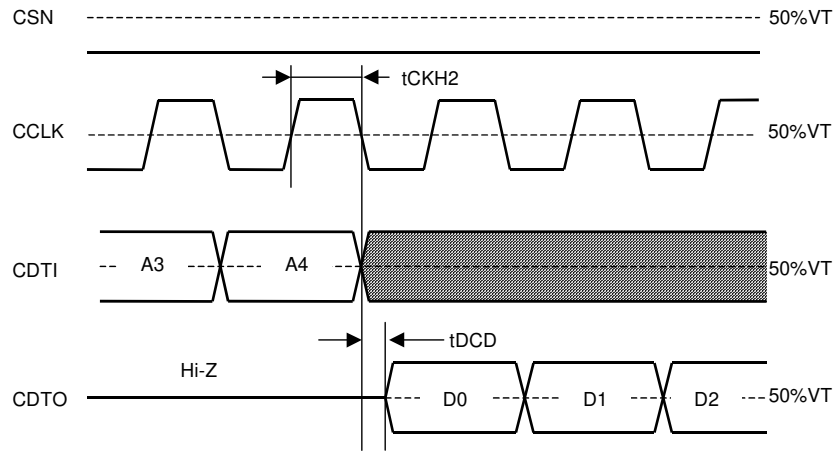 CSN 50%VT
tCKH2
CCLK 50%VT
CDTI A3 A4 50%VT
tDCD
Hi-Z
CDTO D0 D1 D2 50%VT